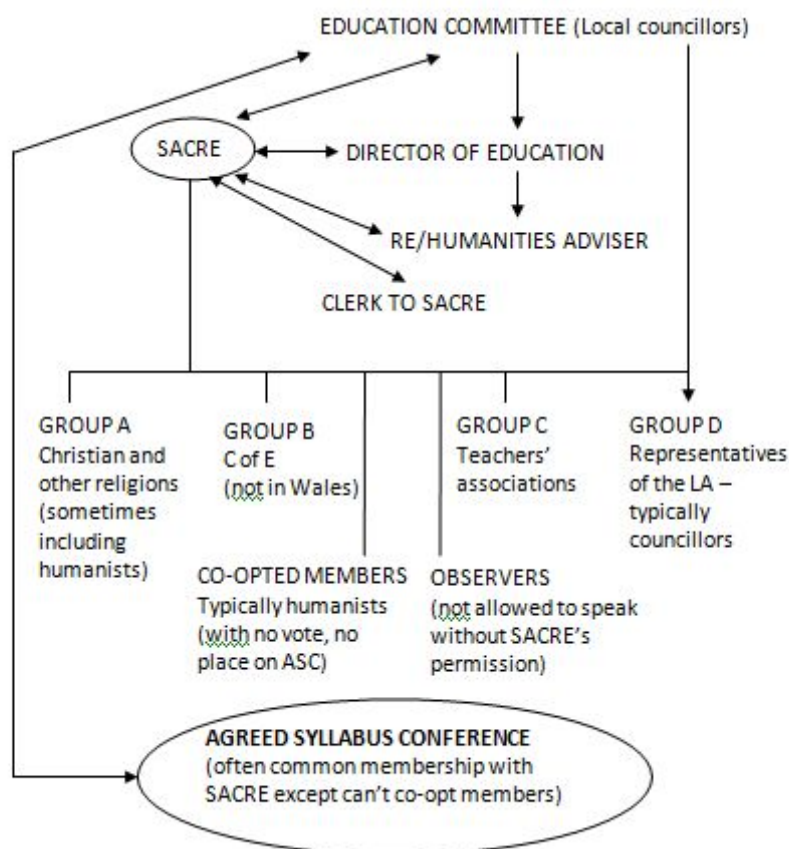 EDUCATION COMMITTEE (Local councillors)
SACRE
DIRECTOR OF EDUCATION
RE/HUMANITIES ADVISER
CLERK TO SACRE
GROUP A
Christian and
other religions
(sometimes
including
humanists)
GROUP B
C of E
(not in Wales)
GROUP C
Teachers'
associations
GROUP D
Representatives
of the LA –
typically
councillors
CO-OPTED MEMBERS
Typically humanists
(with no vote, no
place on ASC)
OBSERVERS
(not allowed to speak
without SACRE's
permission)
AGREED SYLLABUS CONFERENCE
(often common membership with
SACRE except can't co-opt members)